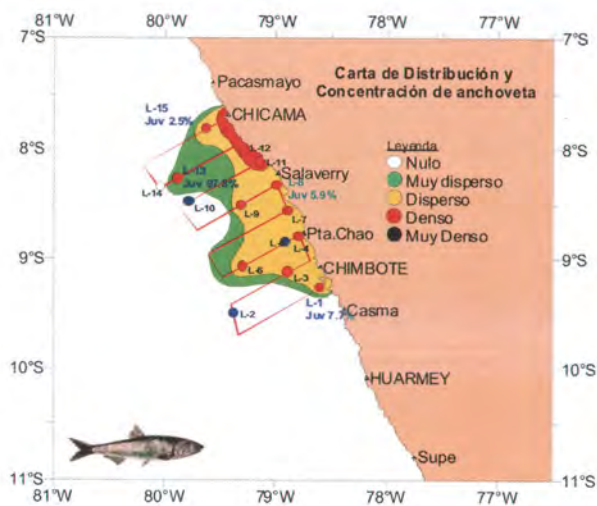 81°W
80°W
79°W
78°W
77°W
7°S
7°S
Pacasmayo
Carta de Distribución y
Concentración de anchoveta
L-15
Juv 2.5%
CHICAMA
Leyenda
Nulo
8°S
8°S
L-12
L-11
Muy disperso
L-13
Salaverry
Disperso
Juv 97.8%
L-8
L-14
Juv 5.9%
Denso
L-10
L-9
Muy Denso
L-7
Pta.Chao
L-4
9°S
9°S
L-6
L-3
CHIMBOTE
L-1
Juv 7.7%
L-2
Casma
10°S
10°S
HUARMEY
Supe
11°S
11°S
81°W
80°W
79°W
78°W
77°W